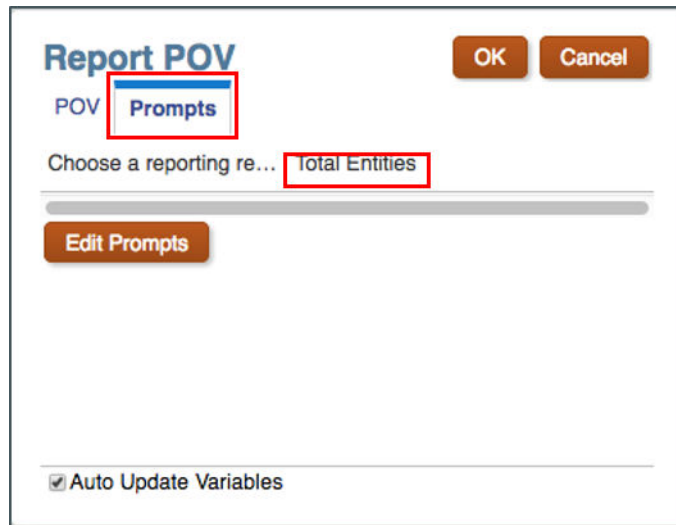 Report POV
OK
Cancel
POV
Prompts
Choose a reporting re...
Total Entities
Edit Prompts
Auto Update Variables